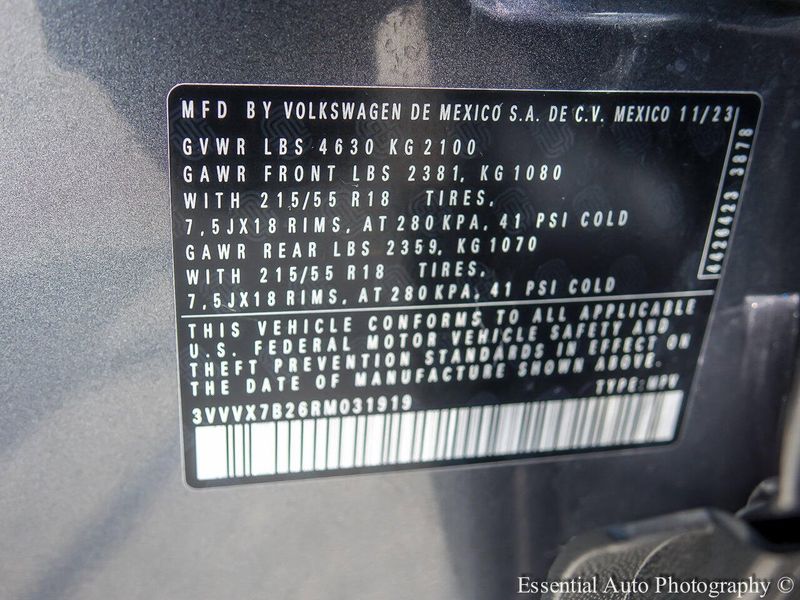 MFD BY VOLKSWAGEN DE MEXICO S.A. DE C.V. MEXICO 11/23
GVWR LBS 4630 KG 2100
GAWR FRONT LBS 2381, KG 1080
WITH 215/55 R18 TIRES,
7,5JX18 RIMS, AT 280 KPA, 41 PSI COLD
GAWR REAR LBS 2359, KG 1070
WITH 215/55 R18 TIRES,
7,5JX18 RIMS, AT 280 KPA, 41 PSI COLD
4426423 3878
THIS VEHICLE CONFORMS TO ALL APPLICABLE
U.S. FEDERAL MOTOR VEHICLE SAFETY AND
THEFT PREVENTION STANDARDS IN EFFECT ON
THE DATE OF MANUFACTURE SHOWN ABOVE.
TYPE:MPV
3VVVX7B26RM031919
Essential Auto Photography ©